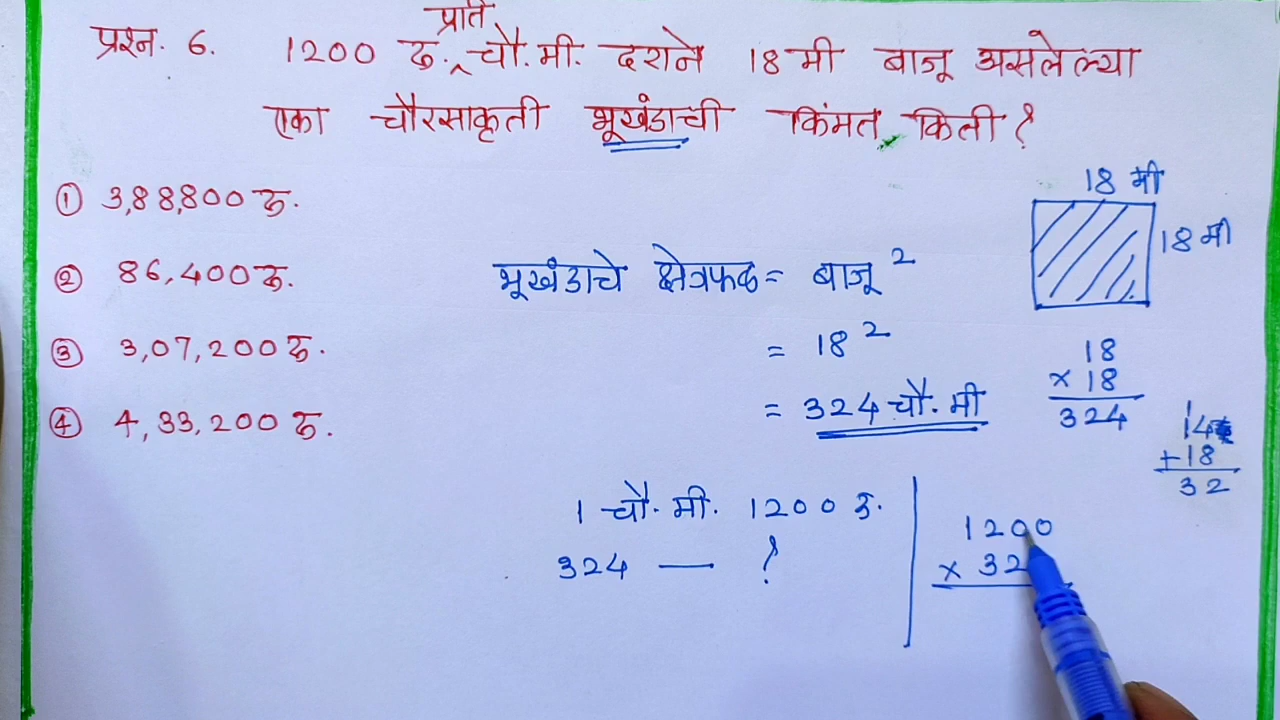 प्रश्न. 6. 1200 रु. प्रति चौ.मी. दराने 18 मी बाजू असलेल्या
एका चौरसाकृती भूखंडाची किंमत किती ?
① 3,88,800 रु.
② 86,400 रु.
③ 3,07,200 रु.
④ 4,33,200 रु.
18 मी
18 मी
भूखंडाचे क्षेत्रफळ = बाजू ²
= 18 ²
= 324 चौ. मी
18
× 18
324
14
+18
32
1 चौ. मी. 1200 रु.
324 — ?
1200
× 32